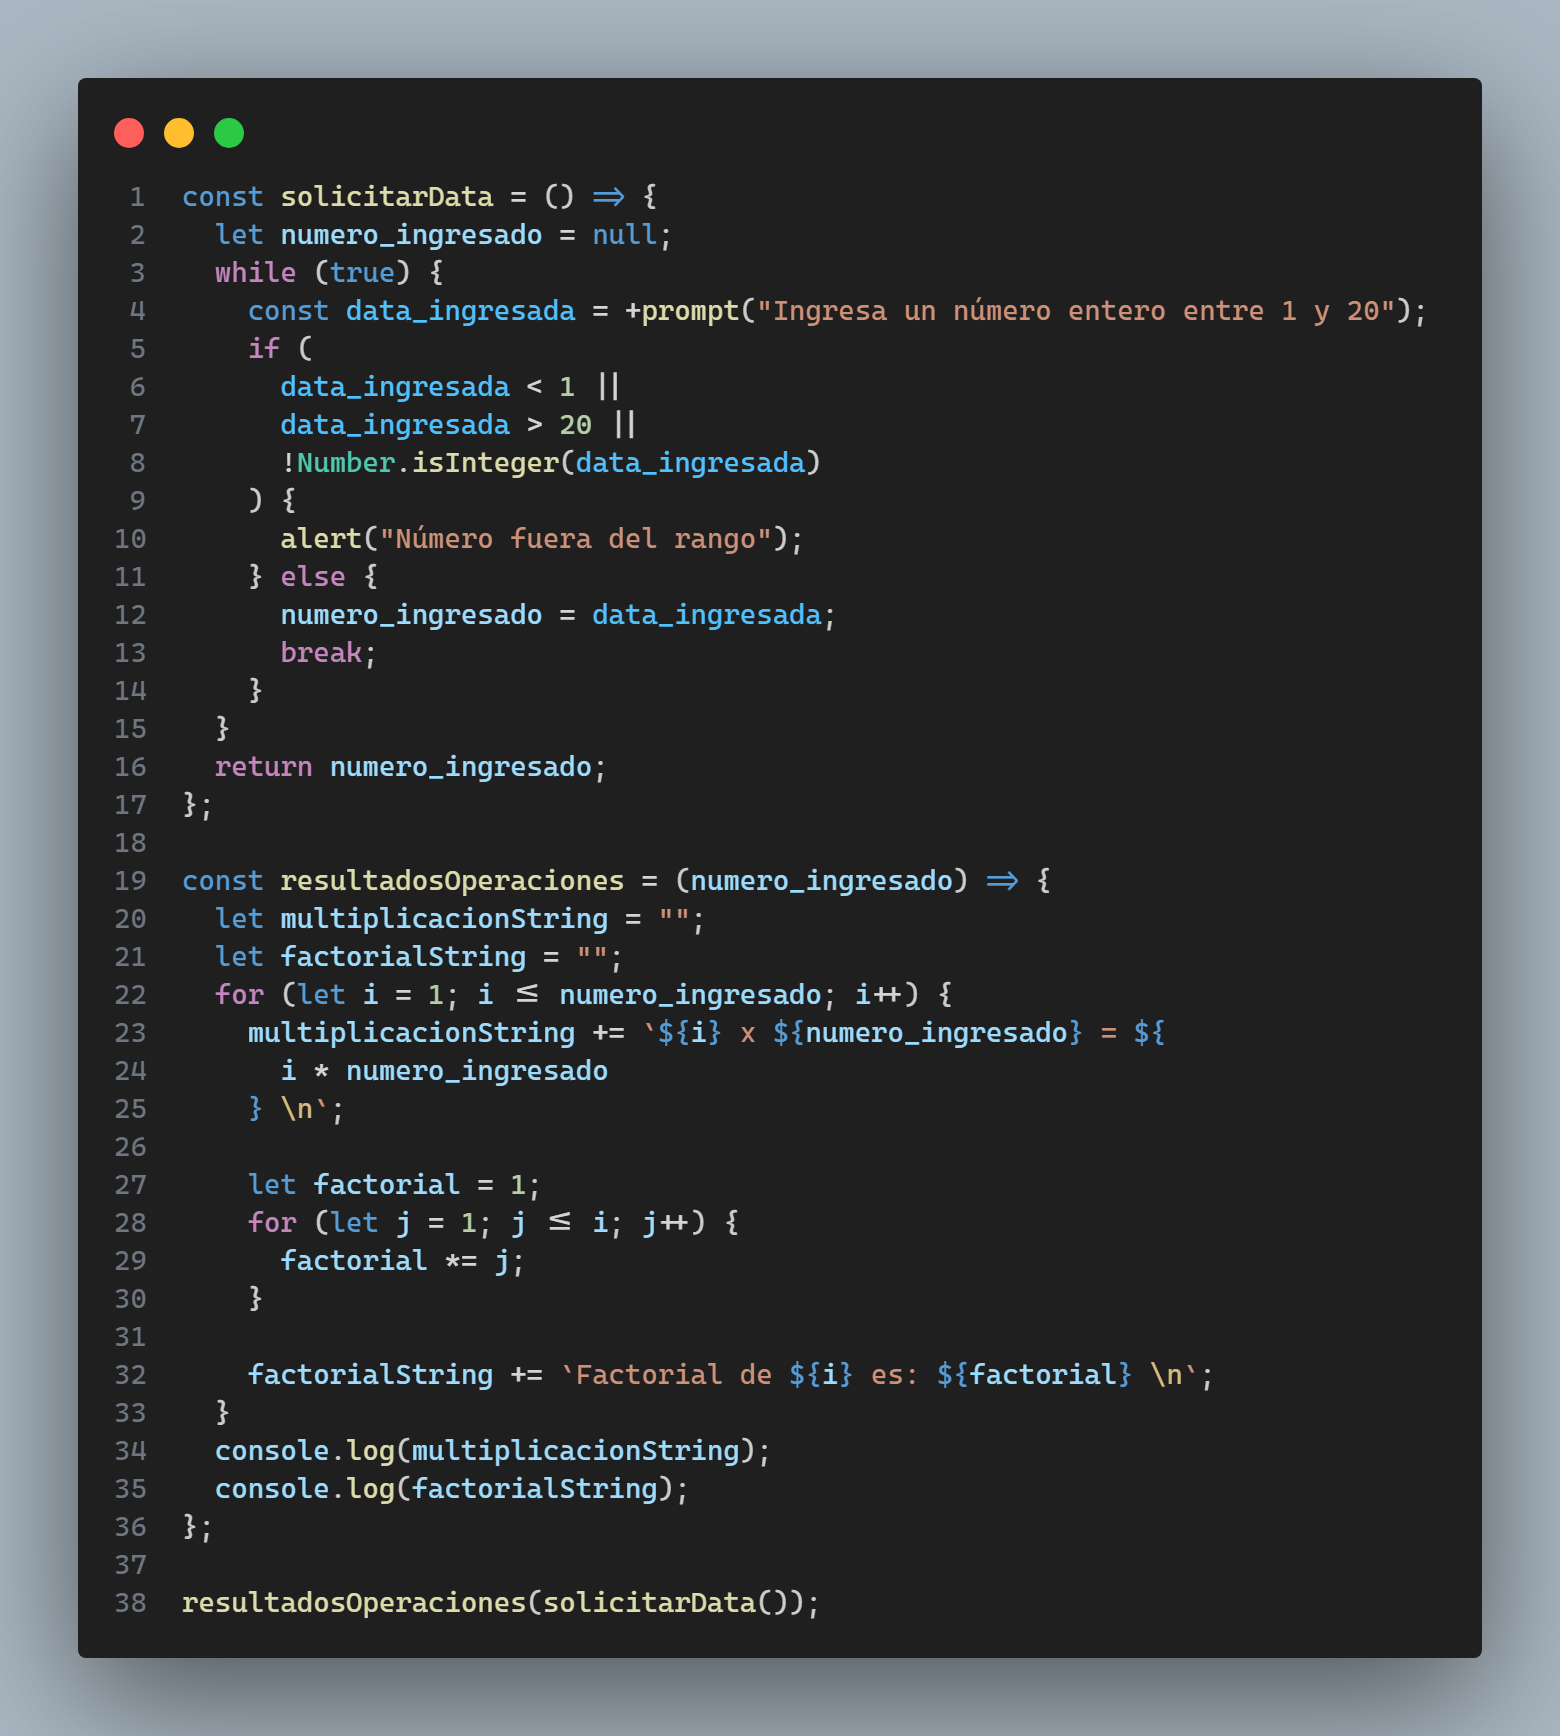 1 const solicitarData = () => {
2   let numero_ingresado = null;
3   while (true) {
4     const data_ingresada = +prompt("Ingresa un número entero entre 1 y 20");
5     if (
6       data_ingresada < 1 ||
7       data_ingresada > 20 ||
8       !Number.isInteger(data_ingresada)
9     ) {
10       alert("Número fuera del rango");
11     } else {
12       numero_ingresado = data_ingresada;
13       break;
14     }
15   }
16   return numero_ingresado;
17 };
18
19 const resultadosOperaciones = (numero_ingresado) => {
20   let multiplicacionString = "";
21   let factorialString = "";
22   for (let i = 1; i <= numero_ingresado; i++) {
23     multiplicacionString += `${i} x ${numero_ingresado} = ${
24       i * numero_ingresado
25     } \n`;
26
27     let factorial = 1;
28     for (let j = 1; j <= i; j++) {
29       factorial *= j;
30     }
31
32     factorialString += `Factorial de ${i} es: ${factorial} \n`;
33   }
34   console.log(multiplicacionString);
35   console.log(factorialString);
36 };
37
38 resultadosOperaciones(solicitarData());